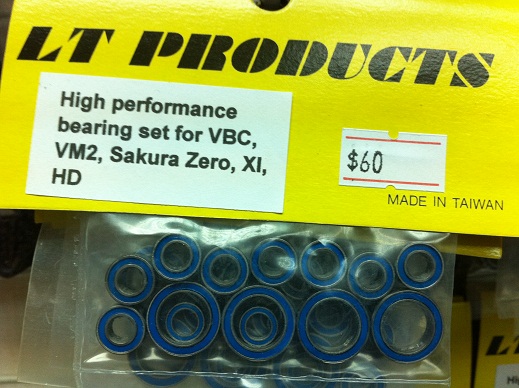 LT PRODUCTS
High performance
bearing set for VBC,
VM2, Sakura Zero, XI,
HD
$60
MADE IN TAIWAN
L